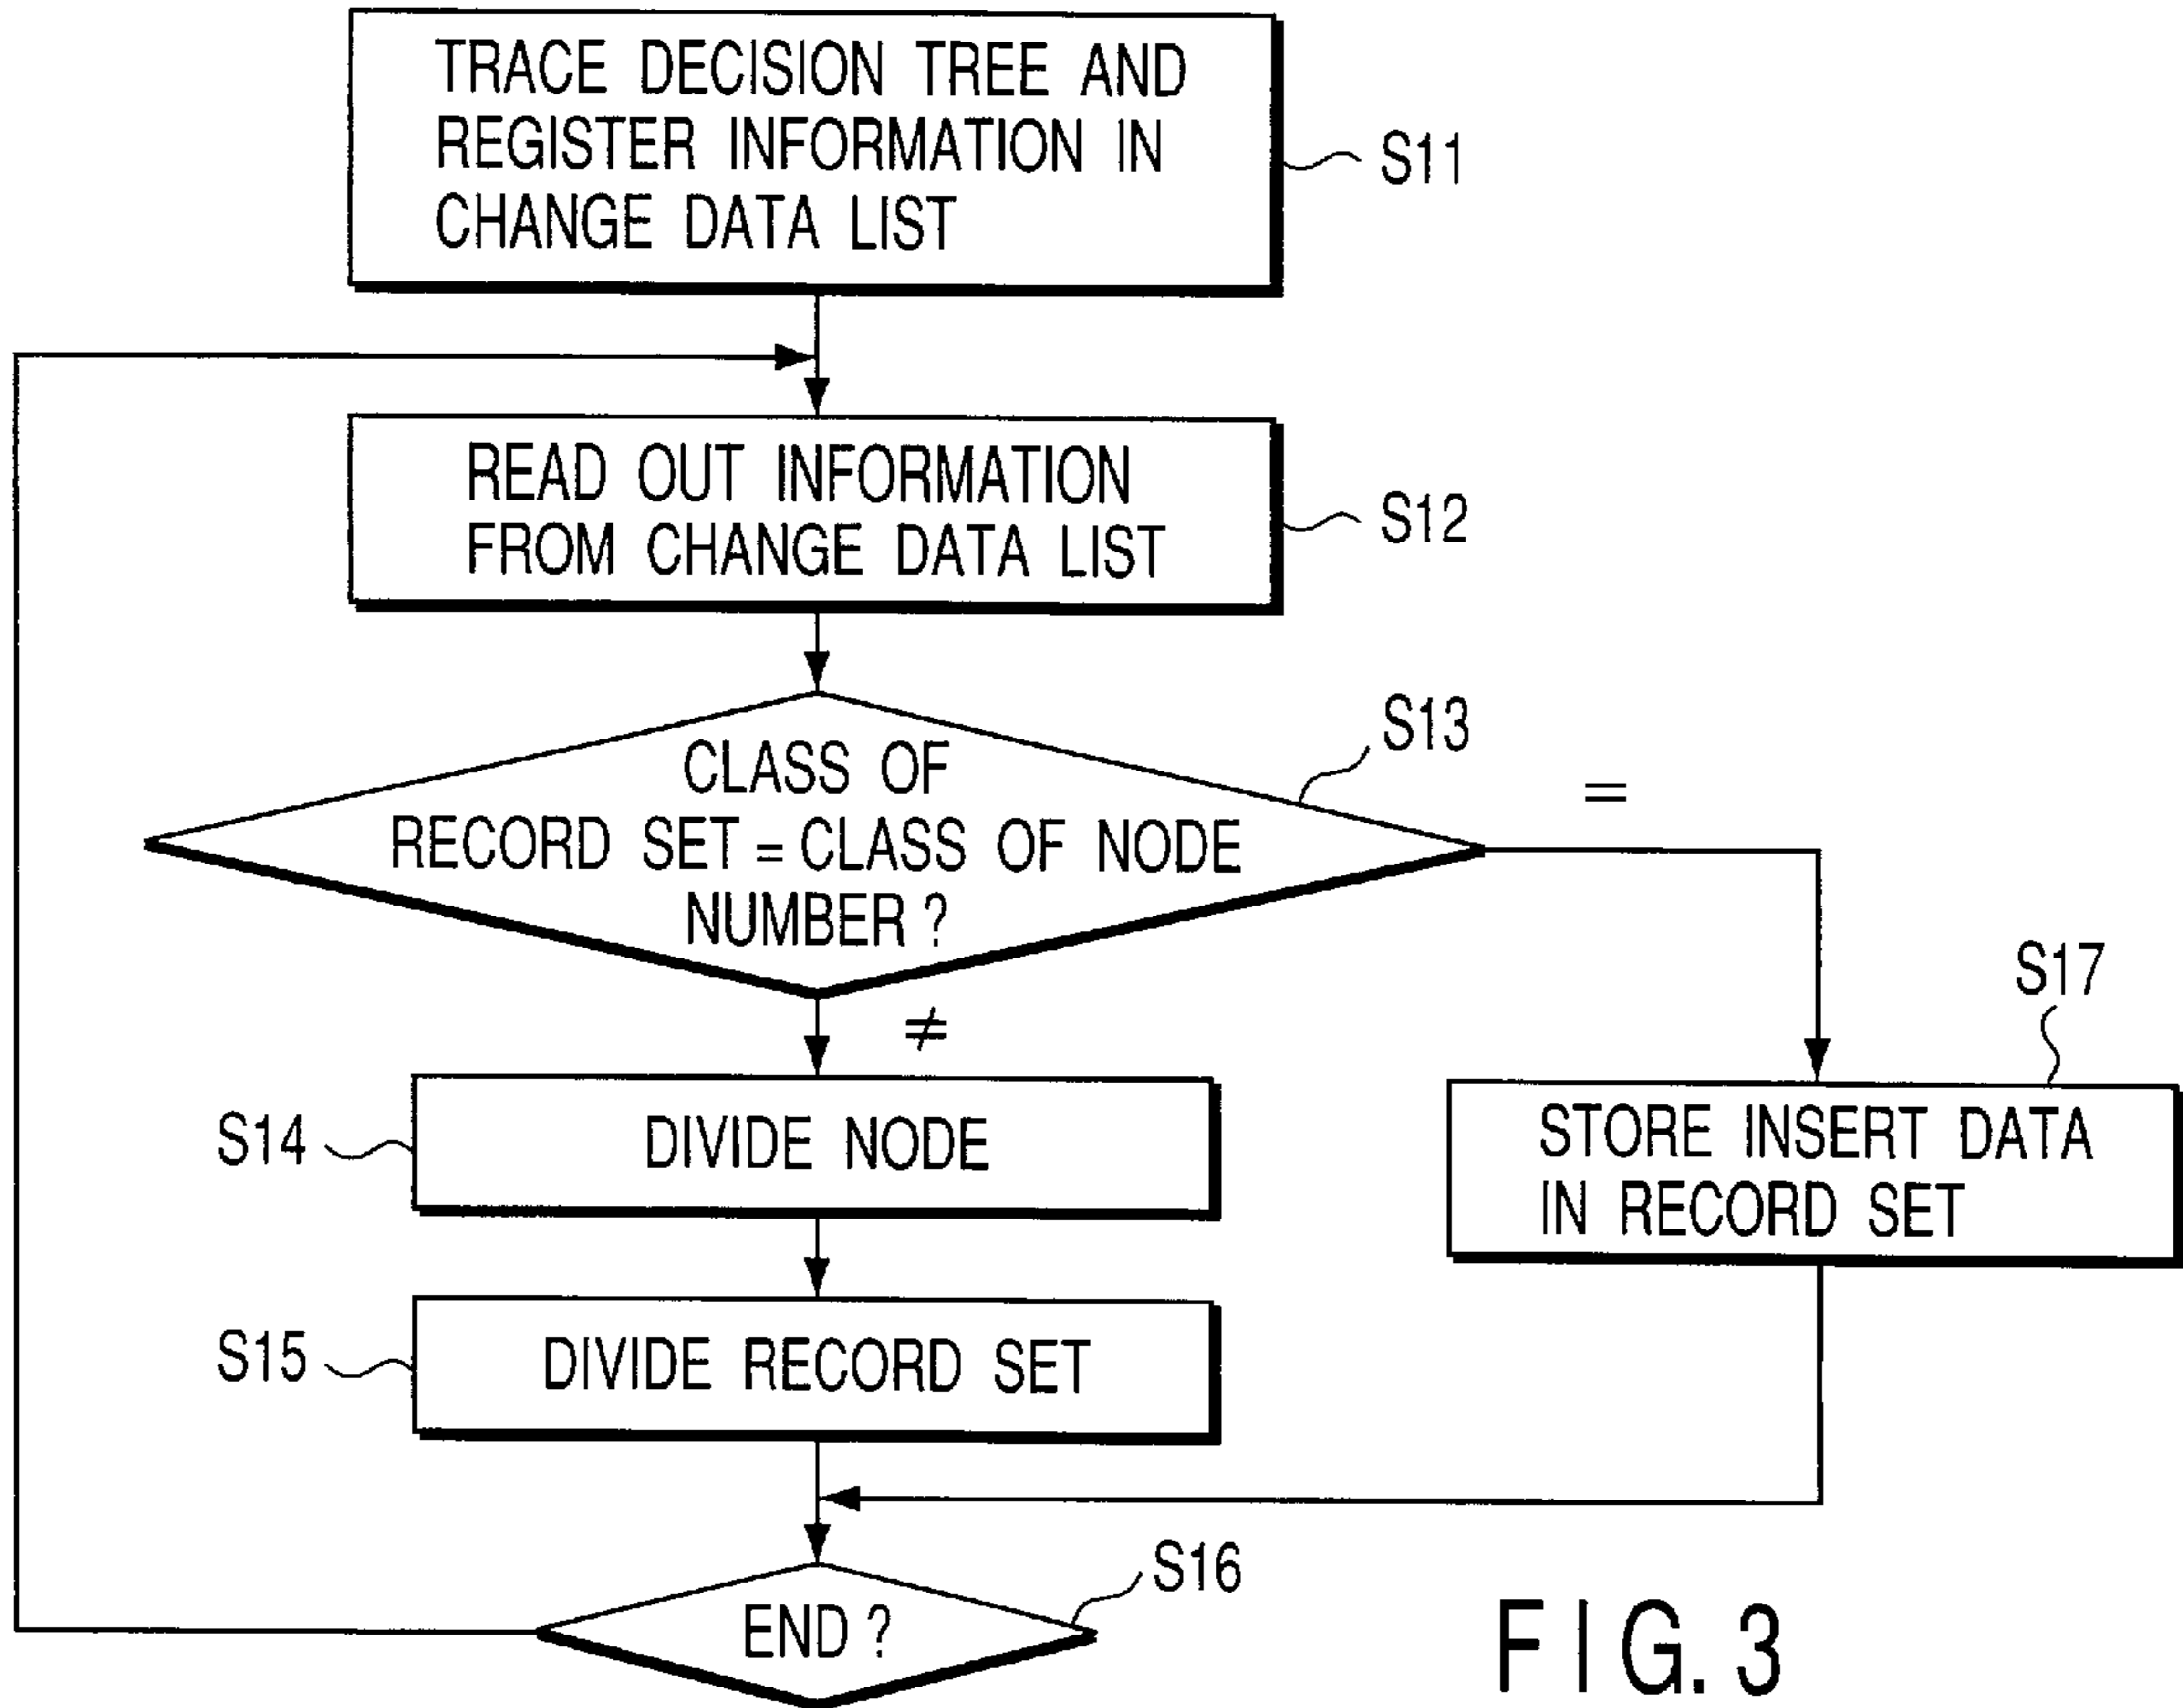 TRACE DECISION TREE AND
REGISTER INFORMATION IN
CHANGE DATA LIST
S11
READ OUT INFORMATION
FROM CHANGE DATA LIST
S12
CLASS OF
RECORD SET = CLASS OF NODE
NUMBER ?
S13
=
≠
S14
DIVIDE NODE
S17
STORE INSERT DATA
IN RECORD SET
S15
DIVIDE RECORD SET
S16
END ?
FIG. 3